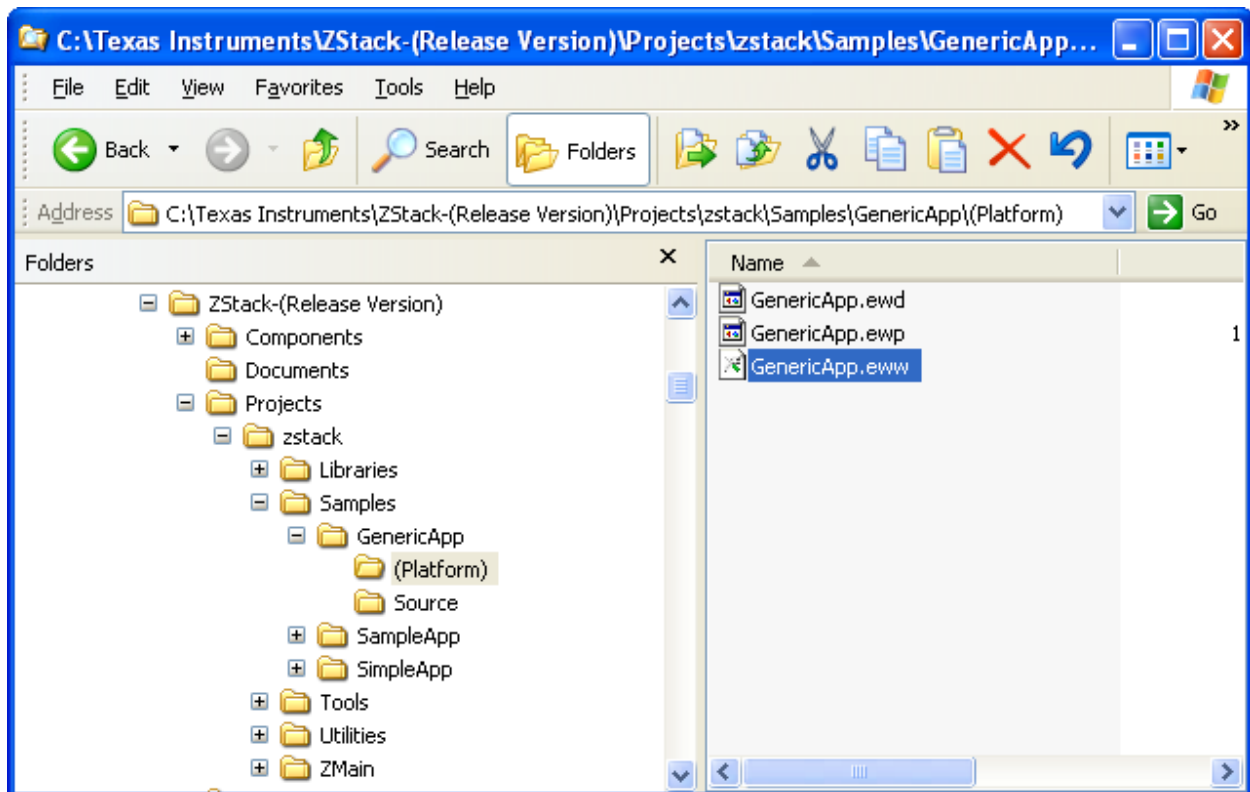 C:\Texas Instruments\ZStack-(Release Version)\Projects\zstack\Samples\GenericApp...
File Edit View Favorites Tools Help
Back Search Folders »
Address C:\Texas Instruments\ZStack-(Release Version)\Projects\zstack\Samples\GenericApp\(Platform) Go
Folders
Name
ZStack-(Release Version)
Components
Documents
Projects
zstack
Libraries
Samples
GenericApp
(Platform)
Source
SampleApp
SimpleApp
Tools
Utilities
ZMain
GenericApp.ewd
GenericApp.ewp 1
GenericApp.eww